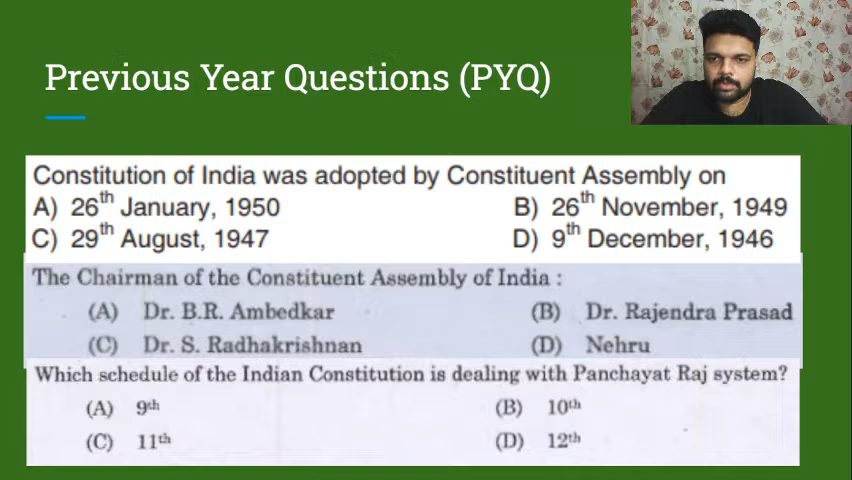 Previous Year Questions (PYQ)
Constitution of India was adopted by Constituent Assembly on
A) 26th January, 1950 B) 26th November, 1949
C) 29th August, 1947 D) 9th December, 1946
The Chairman of the Constituent Assembly of India :
(A) Dr. B.R. Ambedkar (B) Dr. Rajendra Prasad
(C) Dr. S. Radhakrishnan (D) Nehru
Which schedule of the Indian Constitution is dealing with Panchayat Raj system?
(A) 9th (B) 10th
(C) 11th (D) 12th